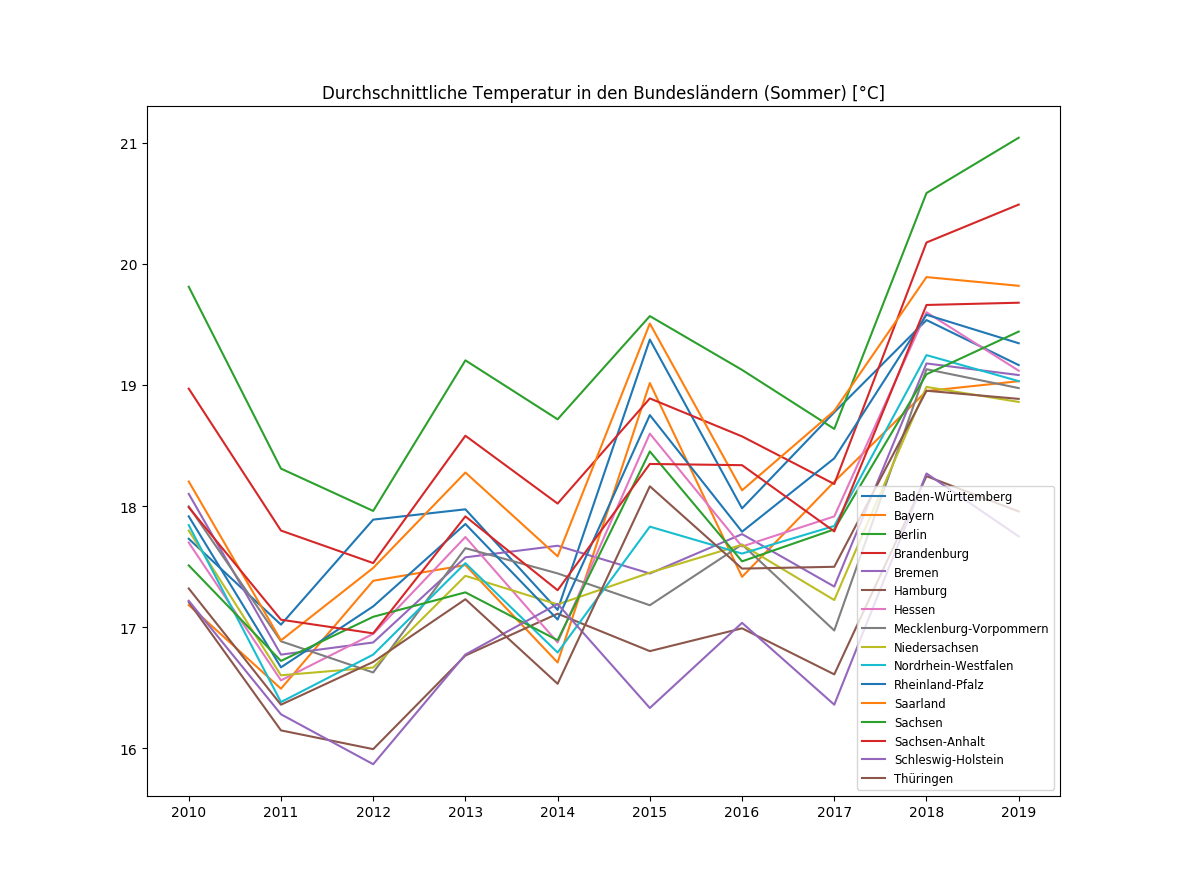 Durchschnittliche Temperatur in den Bundesländern (Sommer) [°C]
21
20
19
18
17
16
Baden-Württemberg
Bayern
Berlin
Brandenburg
Bremen
Hamburg
Hessen
Mecklenburg-Vorpommern
Niedersachsen
Nordrhein-Westfalen
Rheinland-Pfalz
Saarland
Sachsen
Sachsen-Anhalt
Schleswig-Holstein
Thüringen
2010 2011 2012 2013 2014 2015 2016 2017 2018 2019